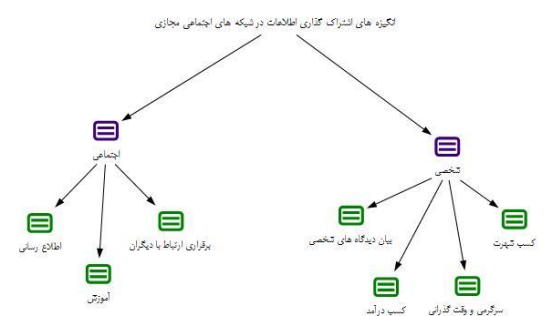 انگیزه های اشتراک گذاری اطلاعات در شبکه های اجتماعی مجازی
شخصی
اجتماعی
کسب شهرت
سرگرمی و وقت گذرانی
کسب درآمد
بیان دیدگاه های شخصی
برقراری ارتباط با دیگران
آموزش
اطلاع رسانی